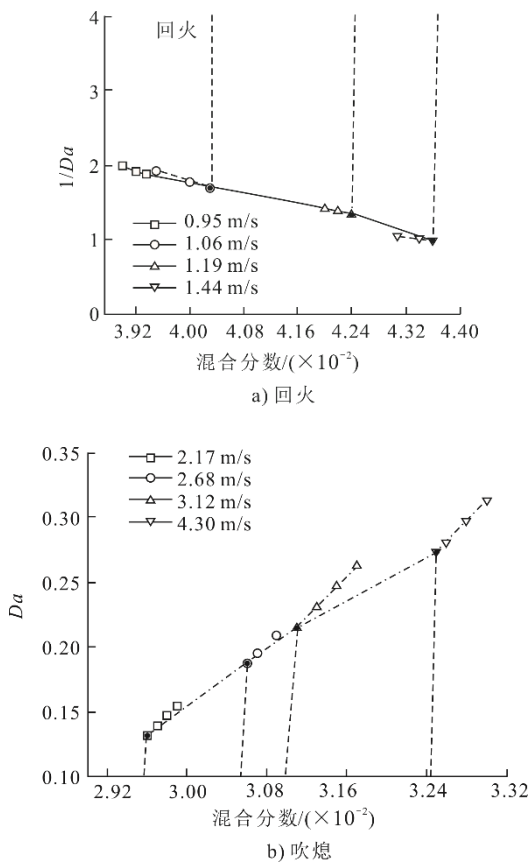 4
回火
3
1/Da
2
1
0.95 m/s
1.06 m/s
1.19 m/s
1.44 m/s
0
3.92 4.00 4.08 4.16 4.24 4.32 4.40
混合分数/(×10⁻²)
a) 回火
0.35
2.17 m/s
2.68 m/s
3.12 m/s
4.30 m/s
0.30
0.25
Da
0.20
0.15
0.10
2.92 3.00 3.08 3.16 3.24 3.32
混合分数/(×10⁻²)
b) 吹熄